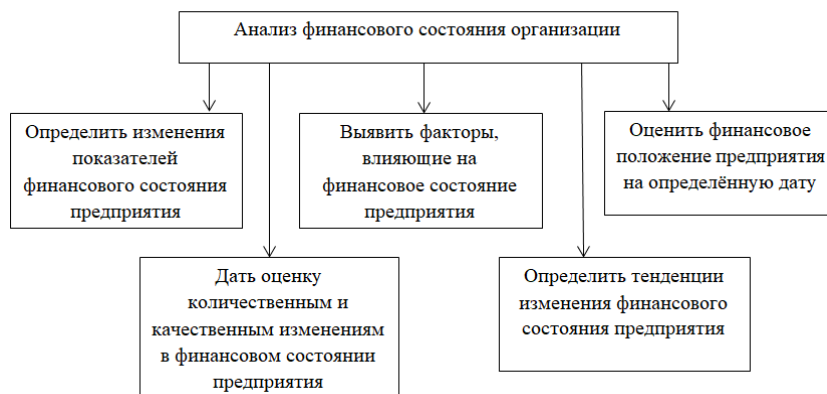 Анализ финансового состояния организации
Определить изменения
показателей
финансового состояния
предприятия
Выявить факторы,
влияющие на
финансовое состояние
предприятия
Оценить финансовое
положение предприятия
на определённую дату
Дать оценку
количественным и
качественным изменениям
в финансовом состоянии
предприятия
Определить тенденции
изменения финансового
состояния предприятия